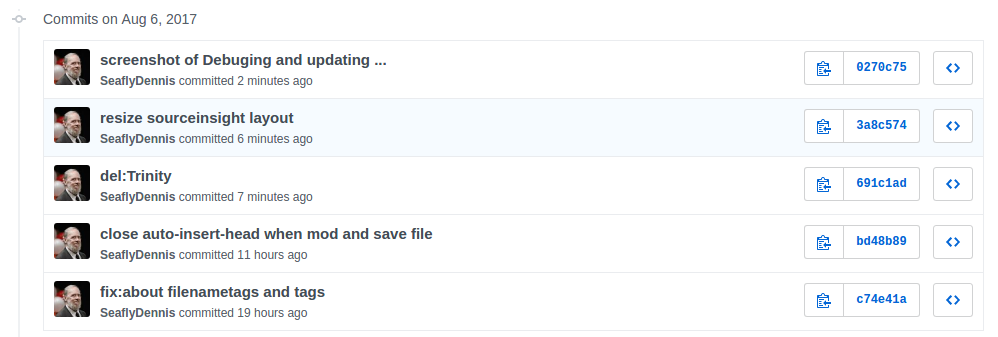 Commits on Aug 6, 2017
screenshot of Debuging and updating ...
SeaflyDennis committed 2 minutes ago
0270c75
resize sourceinsight layout
SeaflyDennis committed 6 minutes ago
3a8c574
del:Trinity
SeaflyDennis committed 7 minutes ago
691c1ad
close auto-insert-head when mod and save file
SeaflyDennis committed 11 hours ago
bd48b89
fix:about filenametags and tags
SeaflyDennis committed 19 hours ago
c74e41a